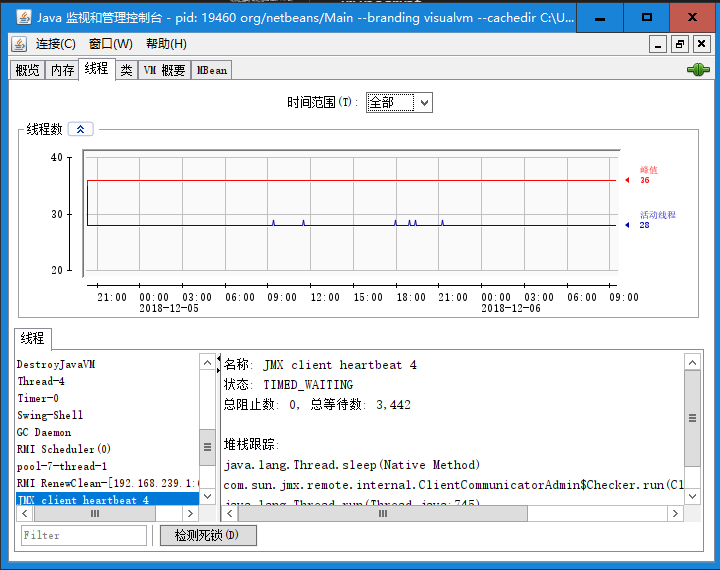 Java 监视和管理控制台 - pid: 19460 org/netbeans/Main --branding visualvm --cachedir C:\U...
连接(C) 窗口(W) 帮助(H)
概览 内存 线程 类 VM 概要 MBean
时间范围(T): 全部
线程数
40
峰值
36
30
活动线程
28
20
21:00 00:00 03:00 06:00 09:00 12:00 15:00 18:00 21:00 00:00 03:00 06:00 09:00
2018-12-05 2018-12-06
线程
DestroyJavaVM
Thread-4
Timer-0
Swing-Shell
GC Daemon
RMI Scheduler(0)
pool-7-thread-1
RMI RenewClean-[192.168.239.1:
JMX client heartbeat 4
名称: JMX client heartbeat 4
状态: TIMED_WAITING
总阻止数: 0, 总等待数: 3,442
堆栈跟踪:
java.lang.Thread.sleep(Native Method)
com.sun.jmx.remote.internal.ClientCommunicatorAdmin$Checker.run(Cl
java.lang.Thread.run(Thread.java:745)
Filter 检测死锁(D)